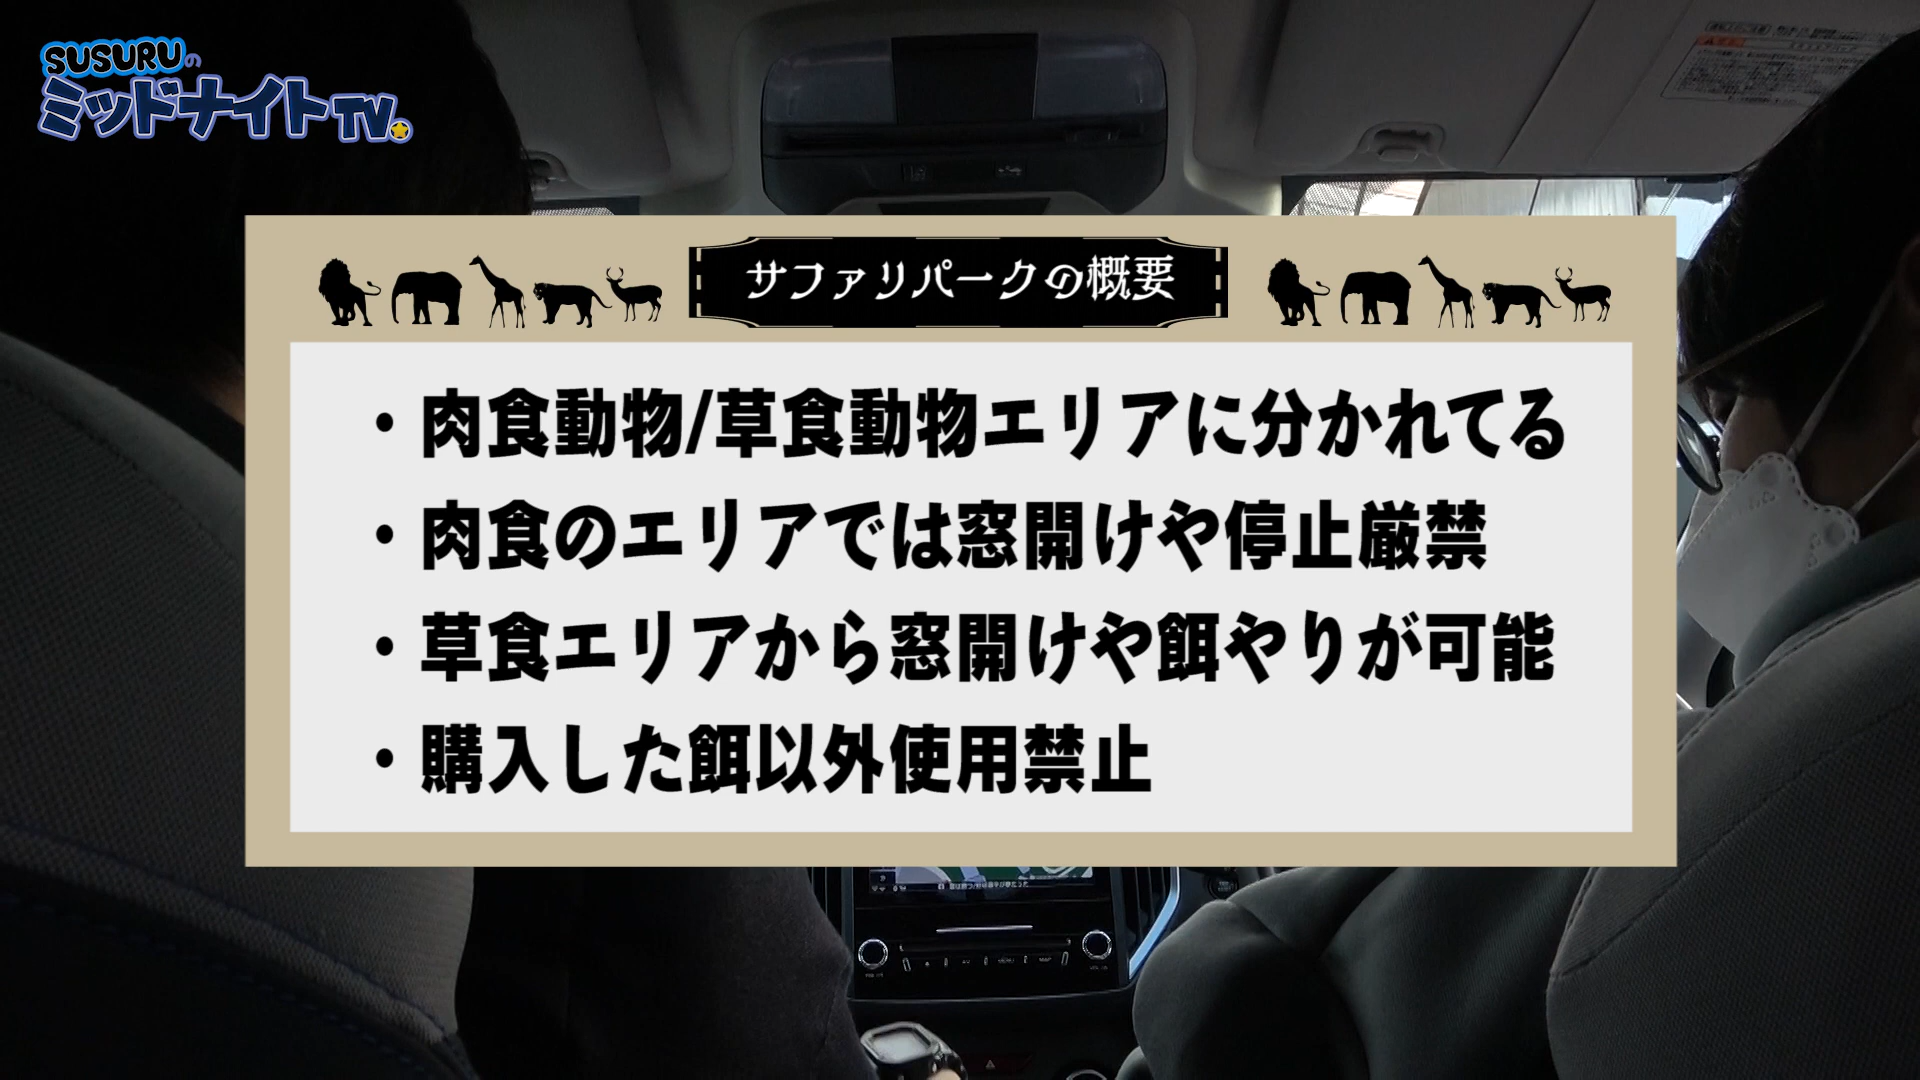 SUSURUの
ミッドナイトTV。
サファリパークの概要
・肉食動物/草食動物エリアに分かれてる
・肉食のエリアでは窓開けや停止厳禁
・草食エリアから窓開けや餌やりが可能
・購入した餌以外使用禁止
AV
MENU
MAP